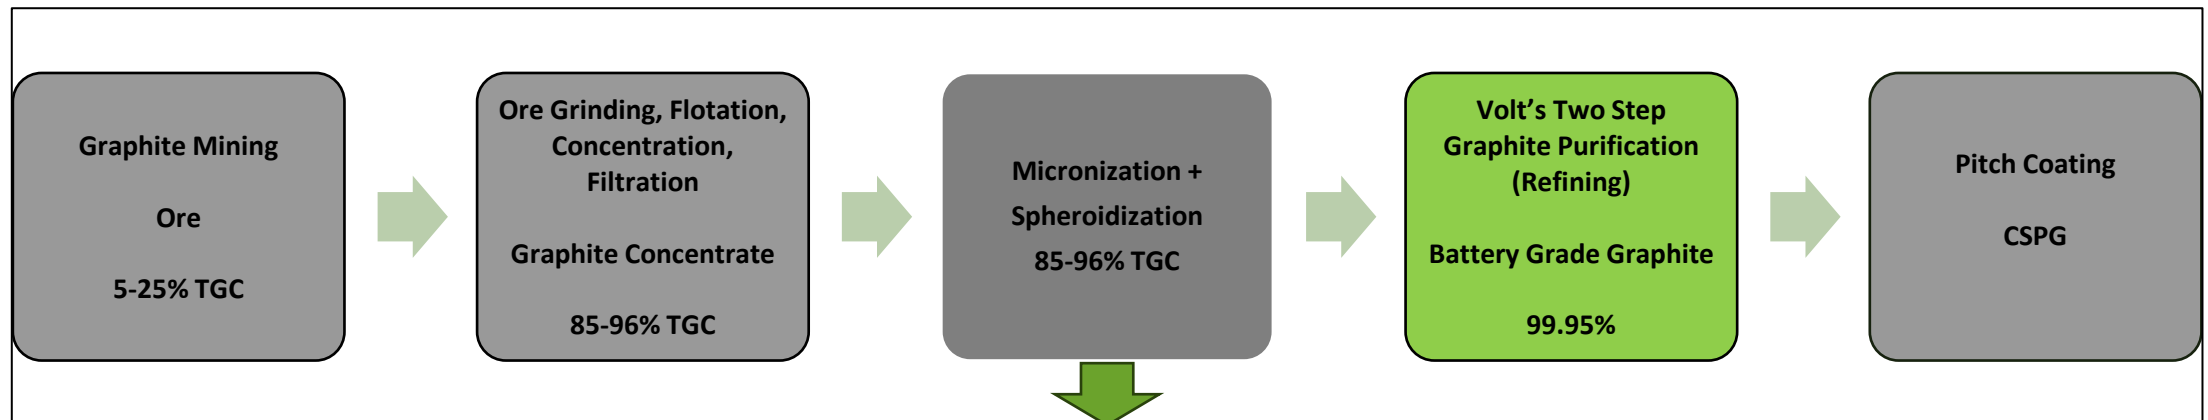 Graphite Mining
Ore
5-25% TGC
Ore Grinding, Flotation,
Concentration,
Filtration
Graphite Concentrate
85-96% TGC
Micronization +
Spheroidization
85-96% TGC
Volt’s Two Step
Graphite Purification
(Refining)
Battery Grade Graphite
99.95%
Pitch Coating
CSPG